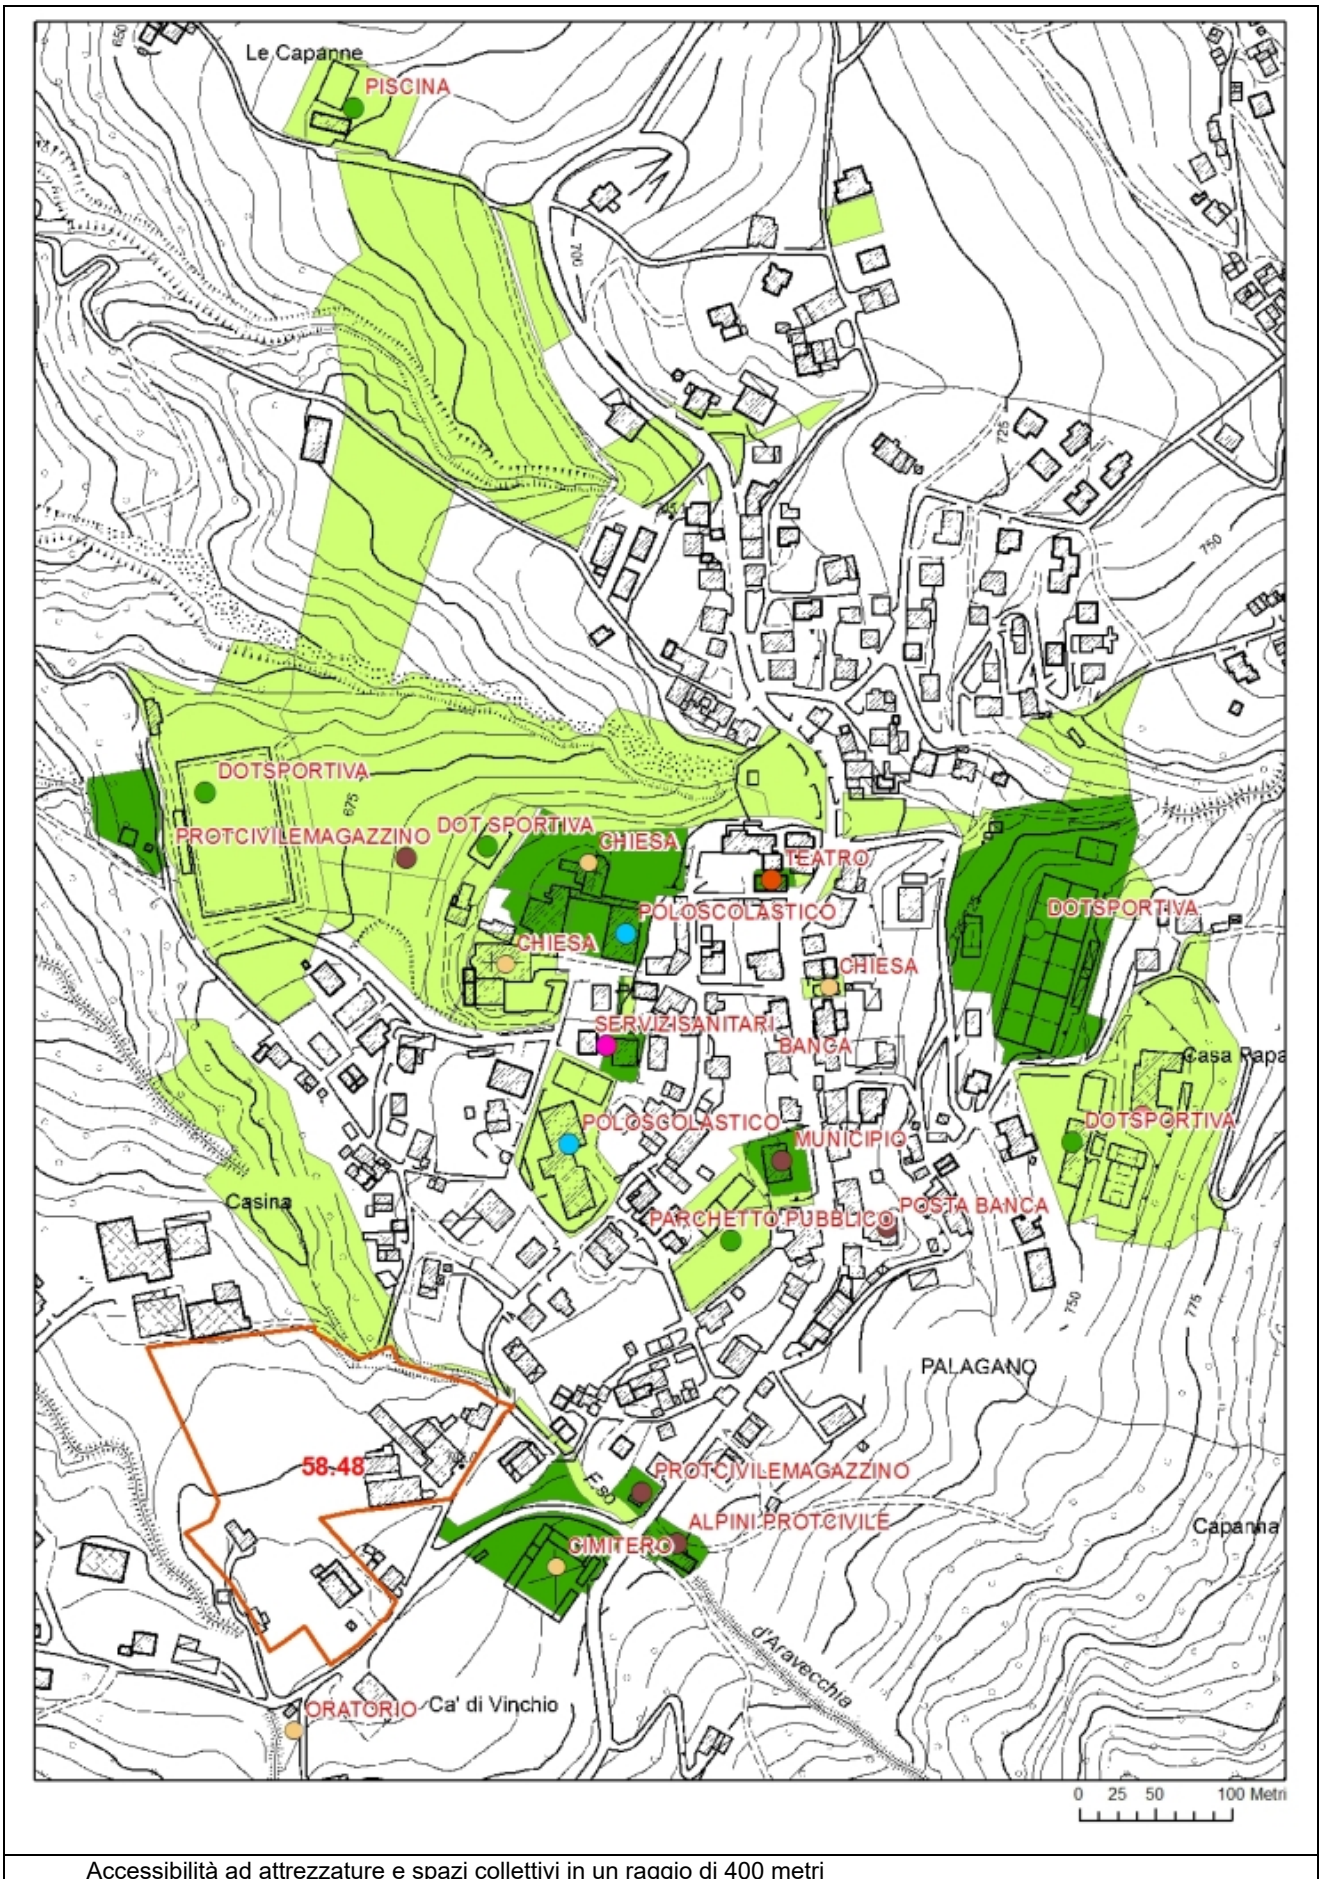 650
Le Capanne
PISCINA
700
725
750
DOTSPORTIVA
675
PROTCIVILEMAGAZZINO
DOT SPORTIVA
CHIESA
TEATRO
POLOSCOLASTICO
DOTSPORTIVA
CHIESA
CHIESA
SERVIZISANITARI
BANCA
Casa Papa
POLOSCOLASTICO
DOTSPORTIVA
MUNICIPIO
Casina
POSTA BANCA
PARCHETTO PUBBLICO
750
775
PALAGANO
58.48
PROTCIVILEMAGAZZINO
F.so
ALPINI PROTCIVILE
Capanna
CIMITERO
d'Aravecchia
ORATORIO
Ca' di Vinchio
0 25 50 100 Metri
Accessibilità ad attrezzature e spazi collettivi in un raggio di 400 metri